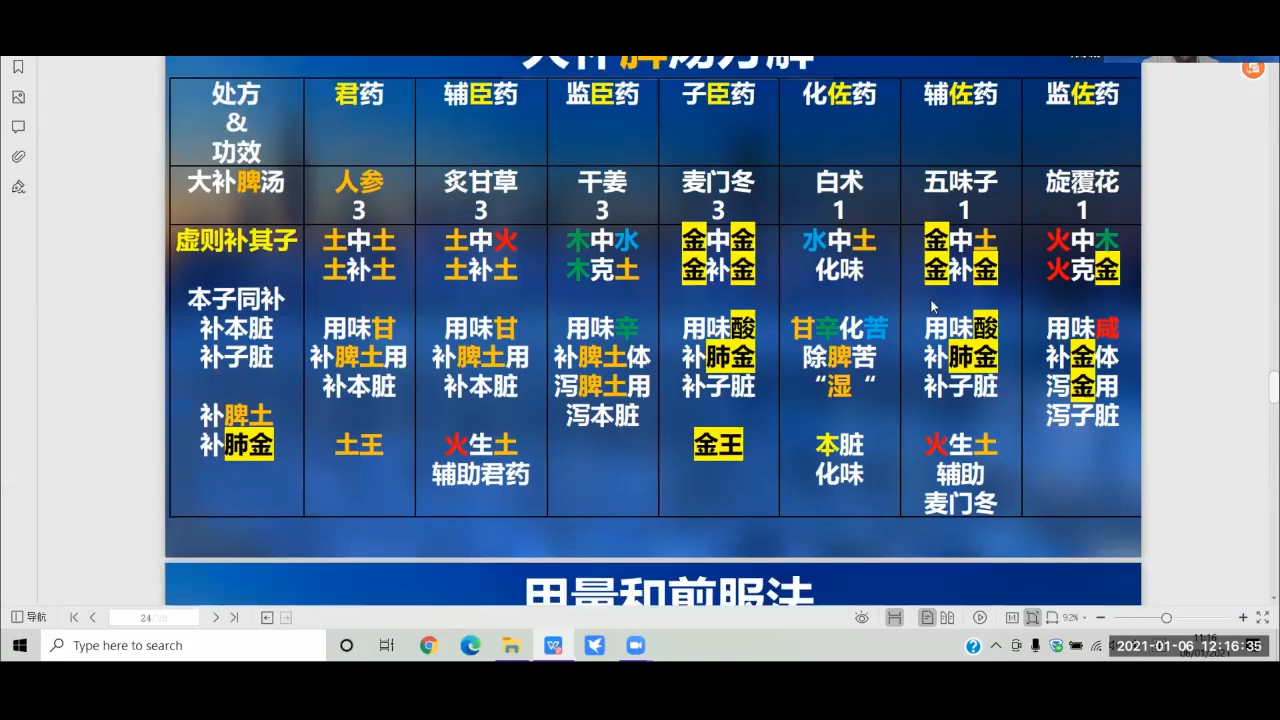 大补脾汤方解
处方 & 功效 君药 辅臣药 监臣药 子臣药 化佐药 辅佐药 监佐药
大补脾汤 人参 3 炙甘草 3 干姜 3 麦门冬 3 白术 1 五味子 1 旋覆花 1
虚则补其子 土中土 土中火 木中水 金中金 水中土 金中土 火中木
土补土 土补土 木克土 金补金 化味 金补金 火克金
本子同补
补本脏 用味甘 用味甘 用味辛 用味酸 甘辛化苦 用味酸 用味咸
补子脏 补脾土用 补脾土用 补脾土体 补肺金 除脾苦 补肺金 补金体
补本脏 补本脏 泻脾土用 补子脏 “湿“ 补子脏 泻金用
补脾土 泻本脏 泻子脏
补肺金 土王 火生土 金王 本脏 火生土
辅助君药 化味 辅助
麦门冬
用量和煎服法
导航 24/29 92%
Type here to search
2021-01-06 12:16:35